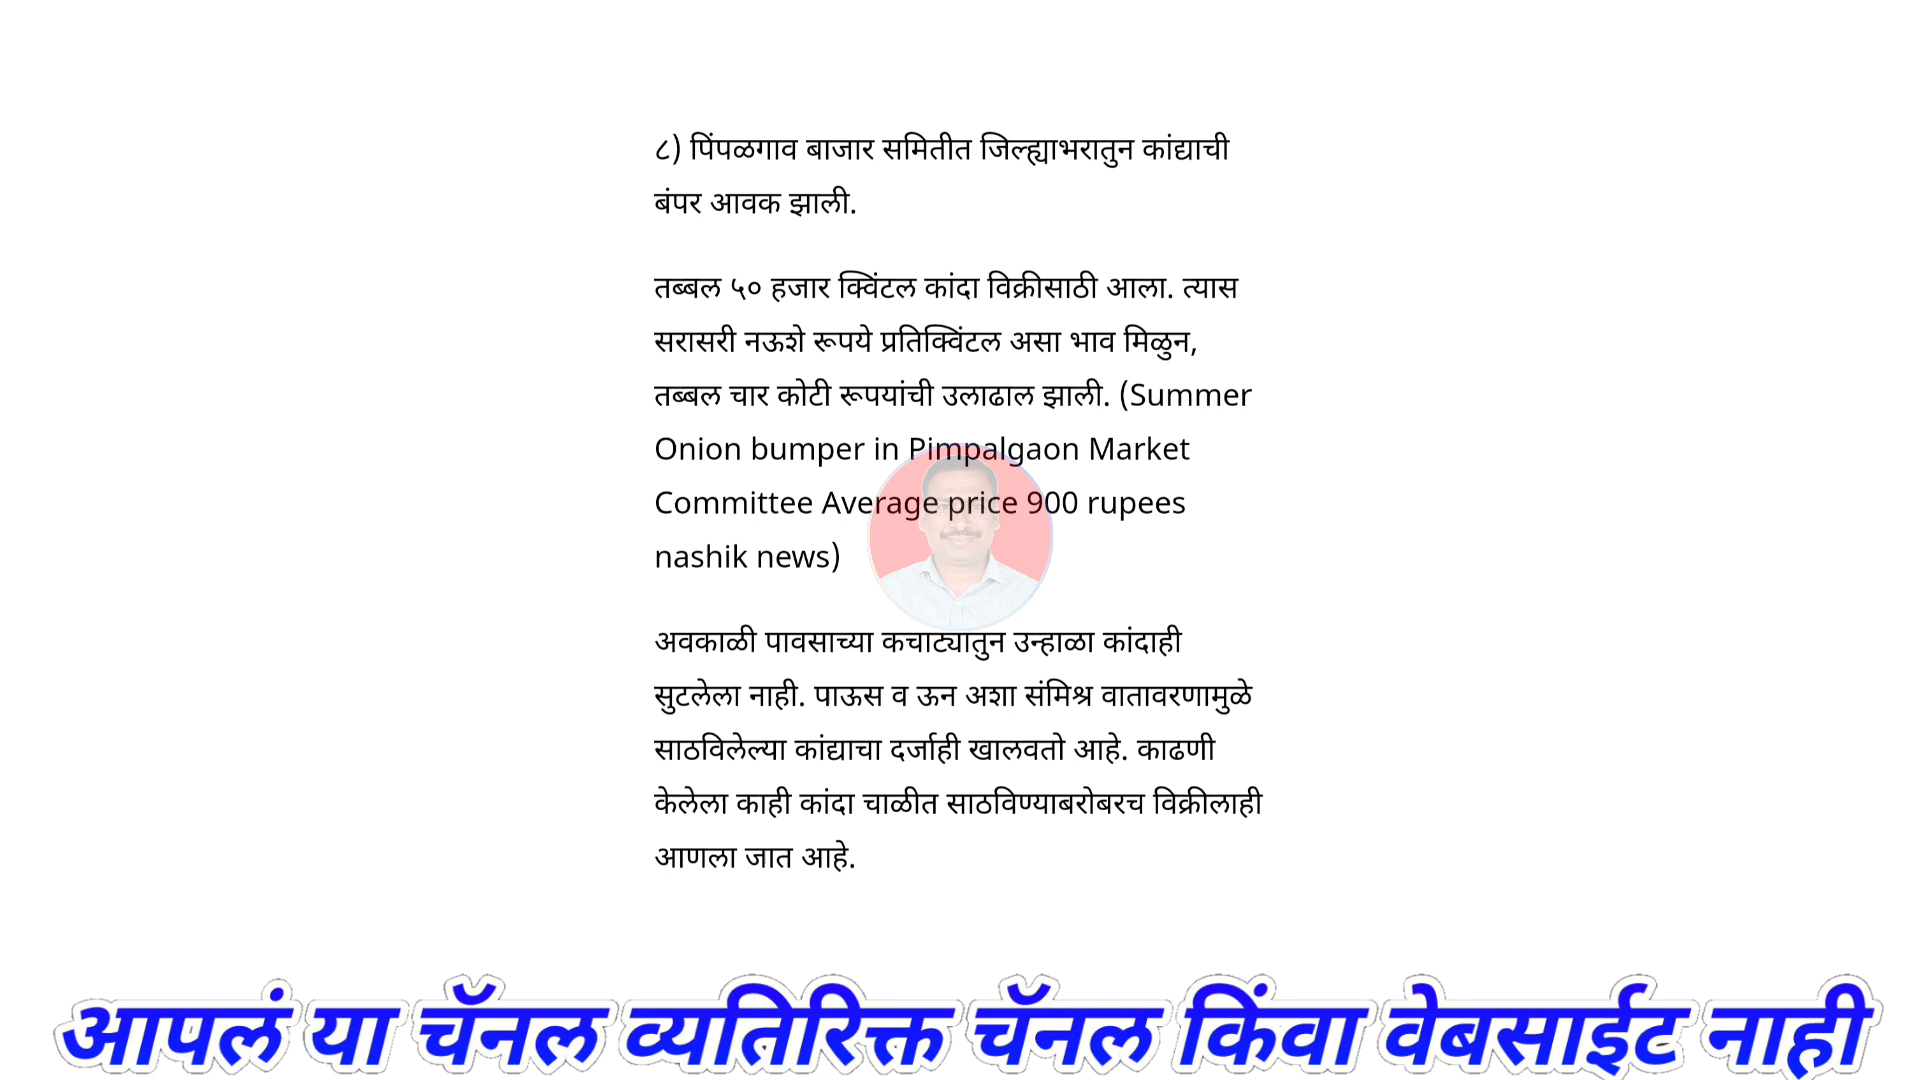 ८) पिंपळगाव बाजार समितीत जिल्ह्याभरातुन कांद्याची
बंपर आवक झाली.
तब्बल ५० हजार क्विंटल कांदा विक्रीसाठी आला. त्यास
सरासरी नऊशे रूपये प्रतिक्विंटल असा भाव मिळुन,
तब्बल चार कोटी रूपयांची उलाढाल झाली. (Summer
Onion bumper in Pimpalgaon Market
Committee Average price 900 rupees
nashik news)
अवकाळी पावसाच्या कचाट्यातुन उन्हाळा कांदाही
सुटलेला नाही. पाऊस व ऊन अशा संमिश्र वातावरणामुळे
साठविलेल्या कांद्याचा दर्जाही खालवतो आहे. काढणी
केलेला काही कांदा चाळीत साठविण्याबरोबरच विक्रीलाही
आणला जात आहे.
आपलं या चॅनल व्यतिरिक्त चॅनल किंवा वेबसाईट नाही